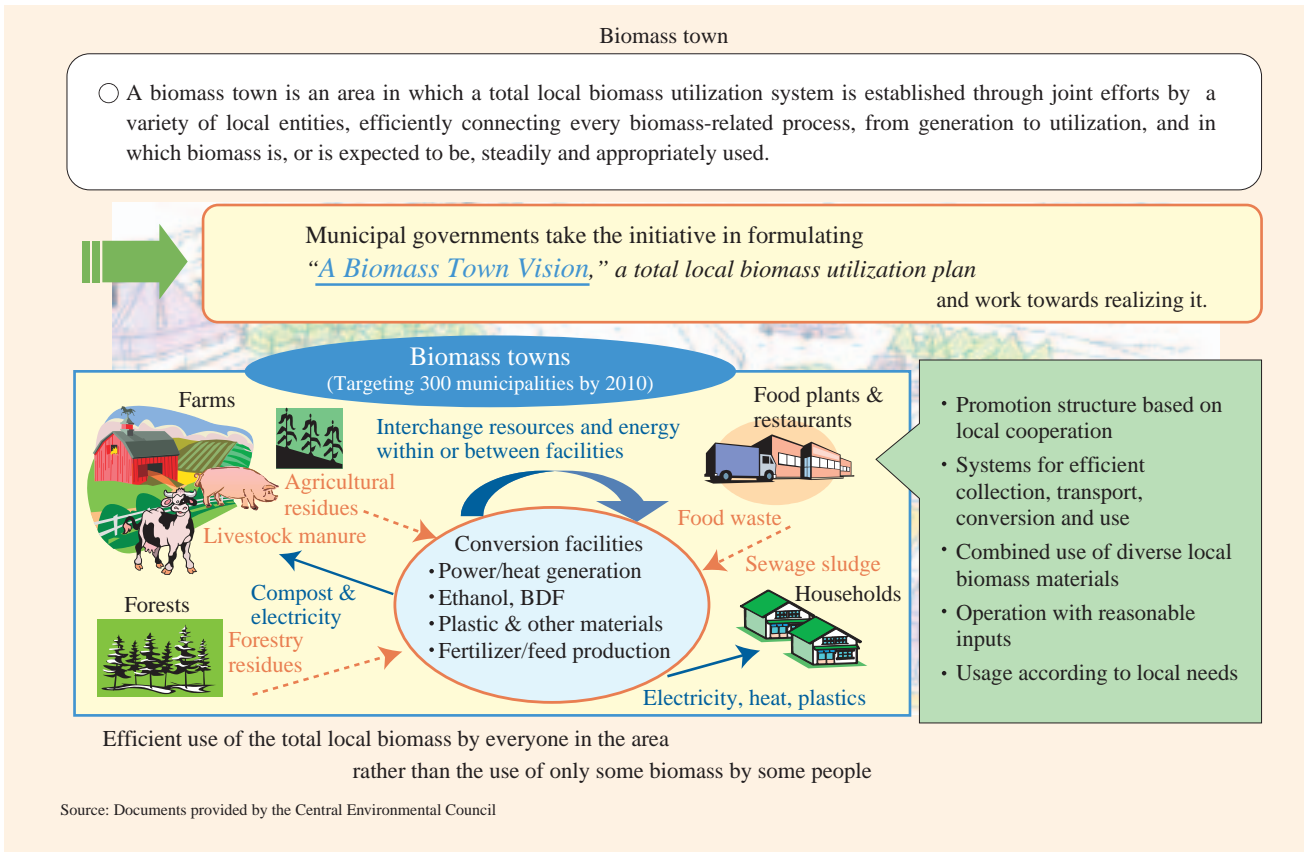 Biomass town
○ A biomass town is an area in which a total local biomass utilization system is established through joint efforts by a
variety of local entities, efficiently connecting every biomass-related process, from generation to utilization, and in
which biomass is, or is expected to be, steadily and appropriately used.
Municipal governments take the initiative in formulating
“A Biomass Town Vision,” a total local biomass utilization plan
and work towards realizing it.
Biomass towns
(Targeting 300 municipalities by 2010)
Farms
Agricultural
residues
Livestock manure
Interchange resources and energy
within or between facilities
Food plants &
restaurants
Food waste
Sewage sludge
Households
Conversion facilities
・Power/heat generation
・Ethanol, BDF
・Plastic & other materials
・Fertilizer/feed production
Compost &
electricity
Forests
Forestry
residues
Electricity, heat, plastics
・Promotion structure based on
local cooperation
・Systems for efficient
collection, transport,
conversion and use
・Combined use of diverse local
biomass materials
・Operation with reasonable
inputs
・Usage according to local needs
Efficient use of the total local biomass by everyone in the area
rather than the use of only some biomass by some people
Source: Documents provided by the Central Environmental Council